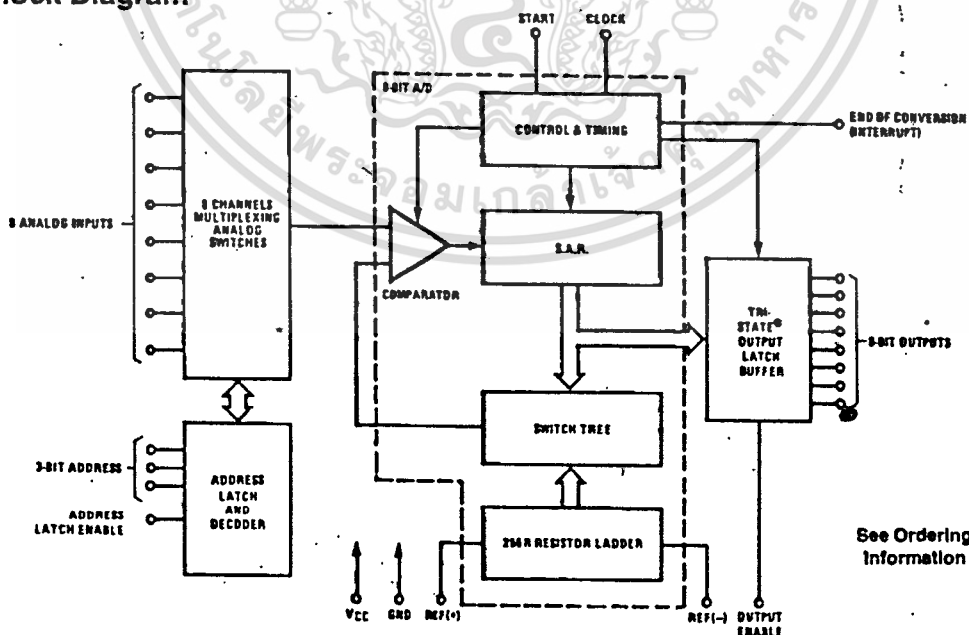 Block Diagram
START
CLOCK
8-BIT A/D
CONTROL & TIMING
END OF CONVERSION
(INTERRUPT)
8 ANALOG INPUTS
8 CHANNELS
MULTIPLEXING
ANALOG
SWITCHES
COMPARATOR
S.A.R.
TRI-
STATE®
OUTPUT
LATCH
BUFFER
8-BIT OUTPUTS
SWITCH TREE
3-BIT ADDRESS
ADDRESS
LATCH ENABLE
ADDRESS
LATCH
AND
DECODER
256R RESISTOR LADDER
See Ordering
Information
VCC
GND
REF(+)
REF(−)
OUTPUT
ENABLE